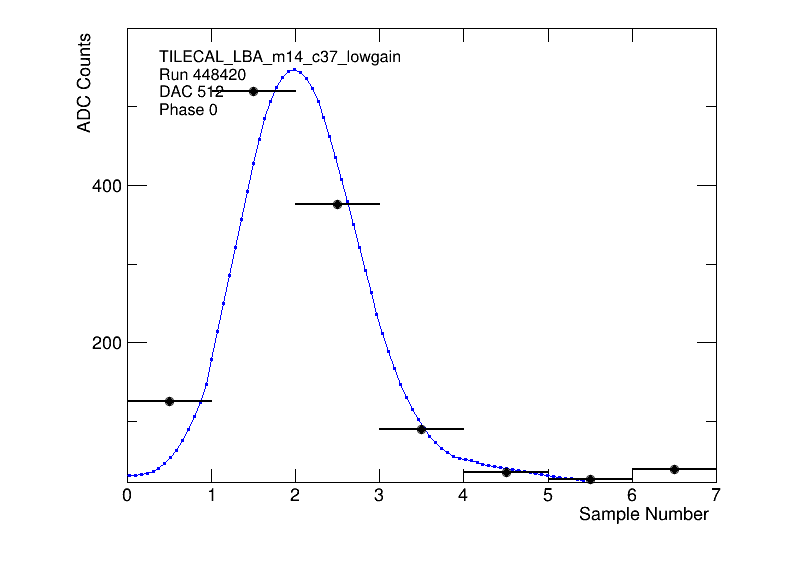 TILECAL_LBA_m14_c37_lowgain
Run 448420
DAC 512
Phase 0
ADC Counts
400
200
0 1 2 3 4 5 6 7
Sample Number